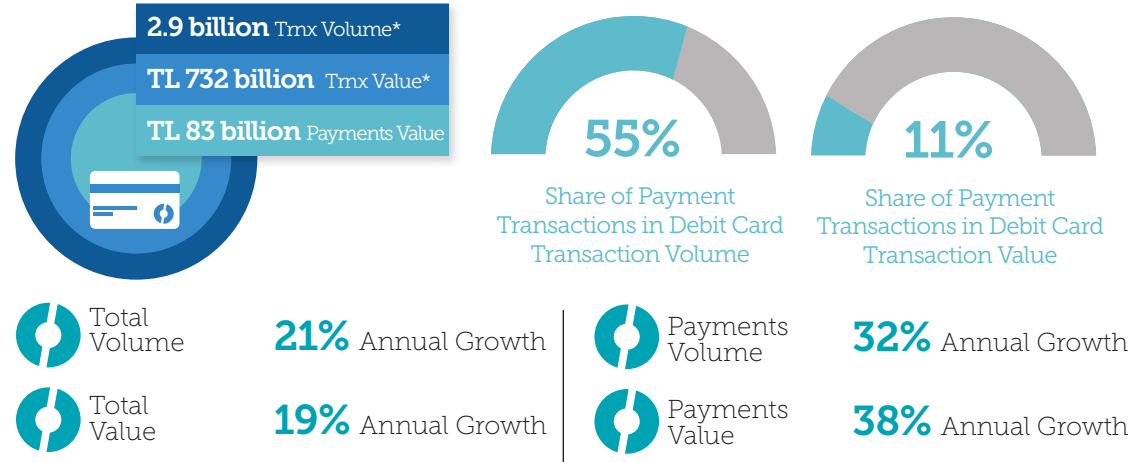 2.9 billion Trnx Volume*
TL 732 billion Trnx Value*
TL 83 billion Payments Value
55%
Share of Payment
Transactions in Debit Card
Transaction Volume
11%
Share of Payment
Transactions in Debit Card
Transaction Value
Total
Volume
21% Annual Growth
Total
Value
19% Annual Growth
Payments
Volume
32% Annual Growth
Payments
Value
38% Annual Growth